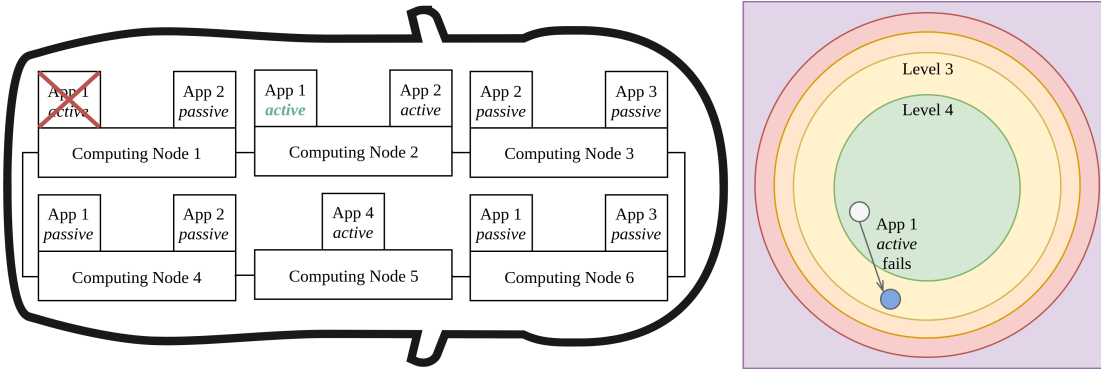 App 1
active
App 2
passive
App 1
active
App 2
active
App 2
passive
App 3
passive
Computing Node 1
Computing Node 2
Computing Node 3
App 1
passive
App 2
passive
App 4
active
App 1
passive
App 3
passive
Computing Node 4
Computing Node 5
Computing Node 6
Level 3
Level 4
App 1
active
fails